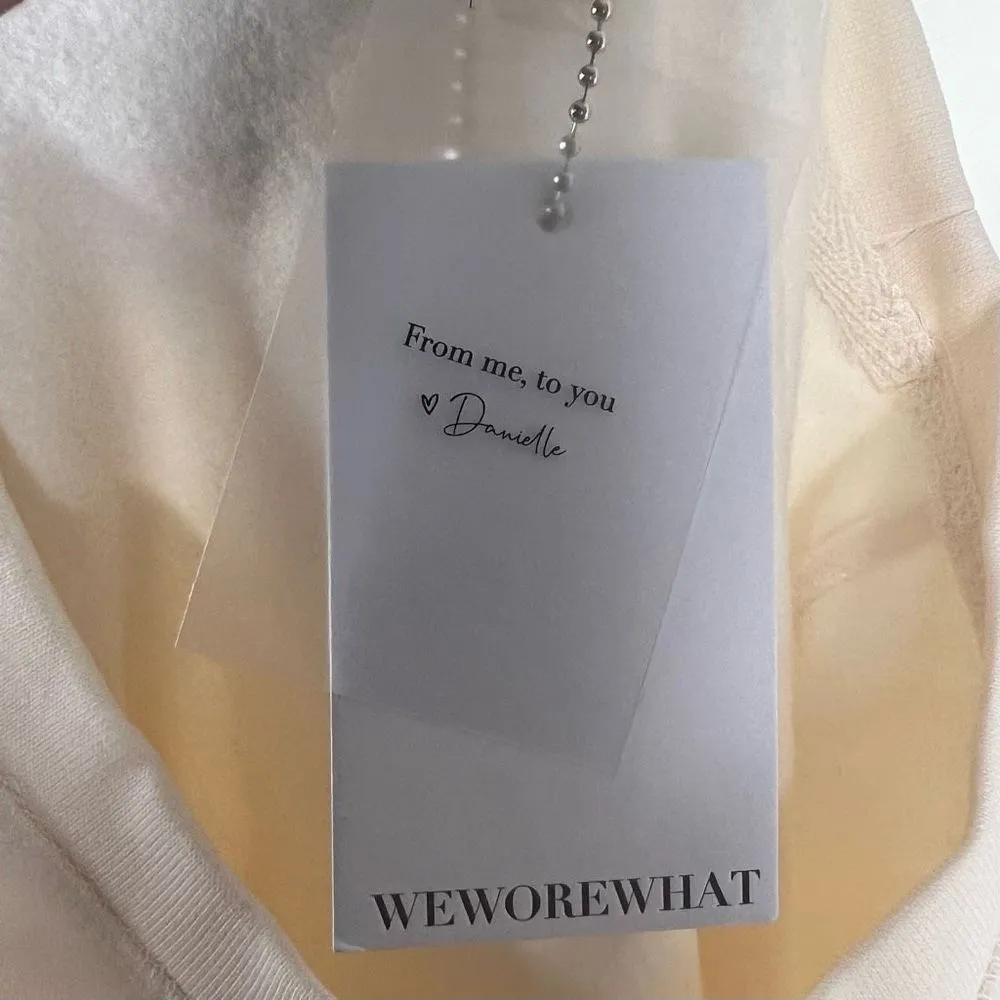 From me, to you
♡ Danielle
WEWOREWHAT